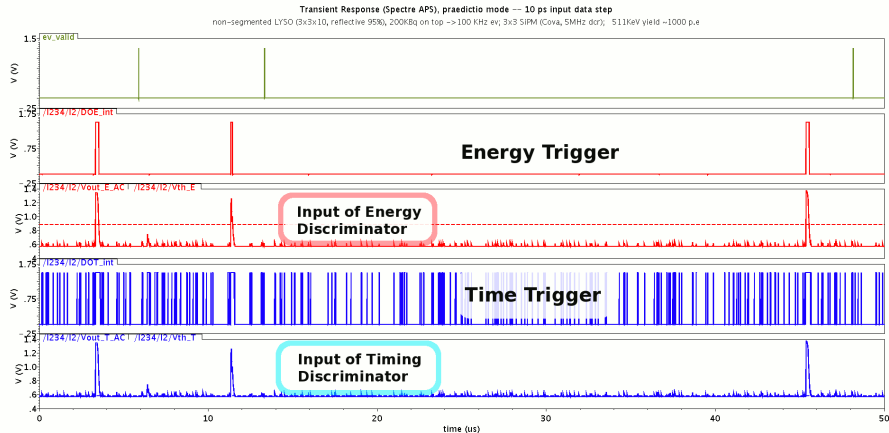 Transient Response (Spectre APS), praedictio mode -- 10 ps input data step
non-segmented LYSO (3x3x10, reflective 95%), 200KBq on top ->100 KHz ev; 3x3 SiPM (Cova, 5MHz dcr);   511KeV yield ~1000 p.e
ev_valid
1.5
V (V)
-.25
/I234/I2/DOE_int
1.75
.75
V (V)
-.25
Energy Trigger
/I234/I2/Vout_E_AC /I234/I2/Vth_E
1.4
1.2
1.0
.8
.6
.4
V (V)
Input of Energy
Discriminator
/I234/I2/DOT_int
1.75
.75
V (V)
-.25
Time Trigger
/I234/I2/Vout_T_AC /I234/I2/Vth_T
1.4
1.2
1.0
.8
.6
.4
V (V)
Input of Timing
Discriminator
0 10 20 30 40 50
time (us)